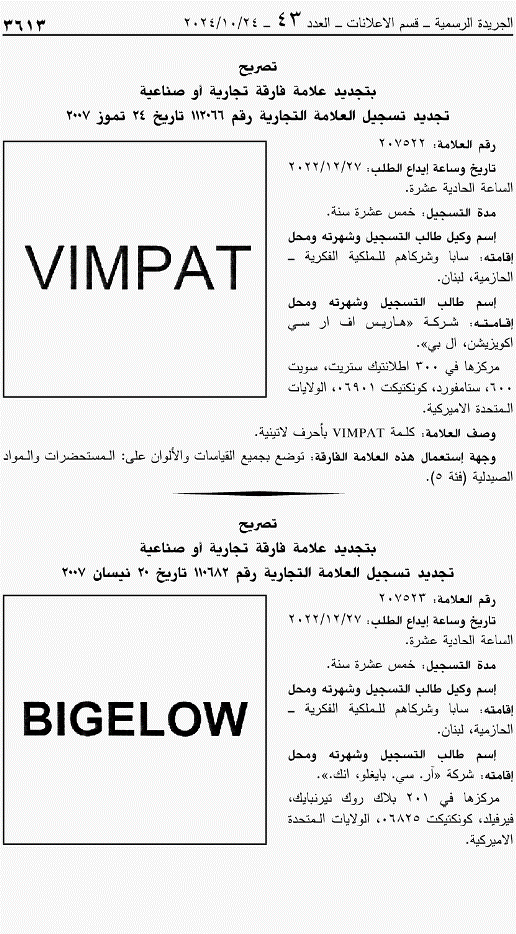 الجريدة الرسمية ــ قسم الاعلانات ــ العدد ٤٣ ــ ٢٠٢٤/١٠/٢٤
٣٦١٣
تصريح
بتجديد علامة فارقة تجارية أو صناعية
تجديد تسجيل العلامة التجارية رقم ١١٢٠٦٦ تاريخ ٢٤ تموز ٢٠٠٧
رقم العلامة: ٢٠٧٥٢٢
تاريخ وساعة إيداع الطلب: ٢٠٢٢/١٢/٢٧
الساعة الحادية عشرة.
مدة التسجيل: خمس عشرة سنة.
إسم وكيل طالب التسجيل وشهرته ومحل
إقامته: سابا وشركاهم للملكية الفكرية ــ
الحازمية، لبنان.
إسم طالب التسجيل وشهرته ومحل
إقامته: شركة «هاريس اف ار سي
اكويزيشن، ال بي».
مركزها في ٣٠٠ اطلانتيك ستريت، سويت
٦٠٠، ستامفورد، كونكتيكت ٠٦٩٠١، الولايات
المتحدة الاميركية.
VIMPAT
وصف العلامة: كلمة VIMPAT بأحرف لاتينية.
وجهة إستعمال هذه العلامة الفارقة: توضع بجميع القياسات والألوان على: المستحضرات والمواد
الصيدلية (فئة ٥).
تصريح
بتجديد علامة فارقة تجارية أو صناعية
تجديد تسجيل العلامة التجارية رقم ١١٠٦٨٢ تاريخ ٢٠ نيسان ٢٠٠٧
رقم العلامة: ٢٠٧٥٢٣
تاريخ وساعة إيداع الطلب: ٢٠٢٢/١٢/٢٧
الساعة الحادية عشرة.
مدة التسجيل: خمس عشرة سنة.
إسم وكيل طالب التسجيل وشهرته ومحل
إقامته: سابا وشركاهم للملكية الفكرية ــ
الحازمية، لبنان.
إسم طالب التسجيل وشهرته ومحل
إقامته: شركة «آر. سي. بايغلو، انك.».
مركزها في ٢٠١ بلاك روك تيرنبايك،
فيرفيلد، كونكتيكت ٠٦٨٢٥، الولايات المتحدة
الاميركية.
BIGELOW